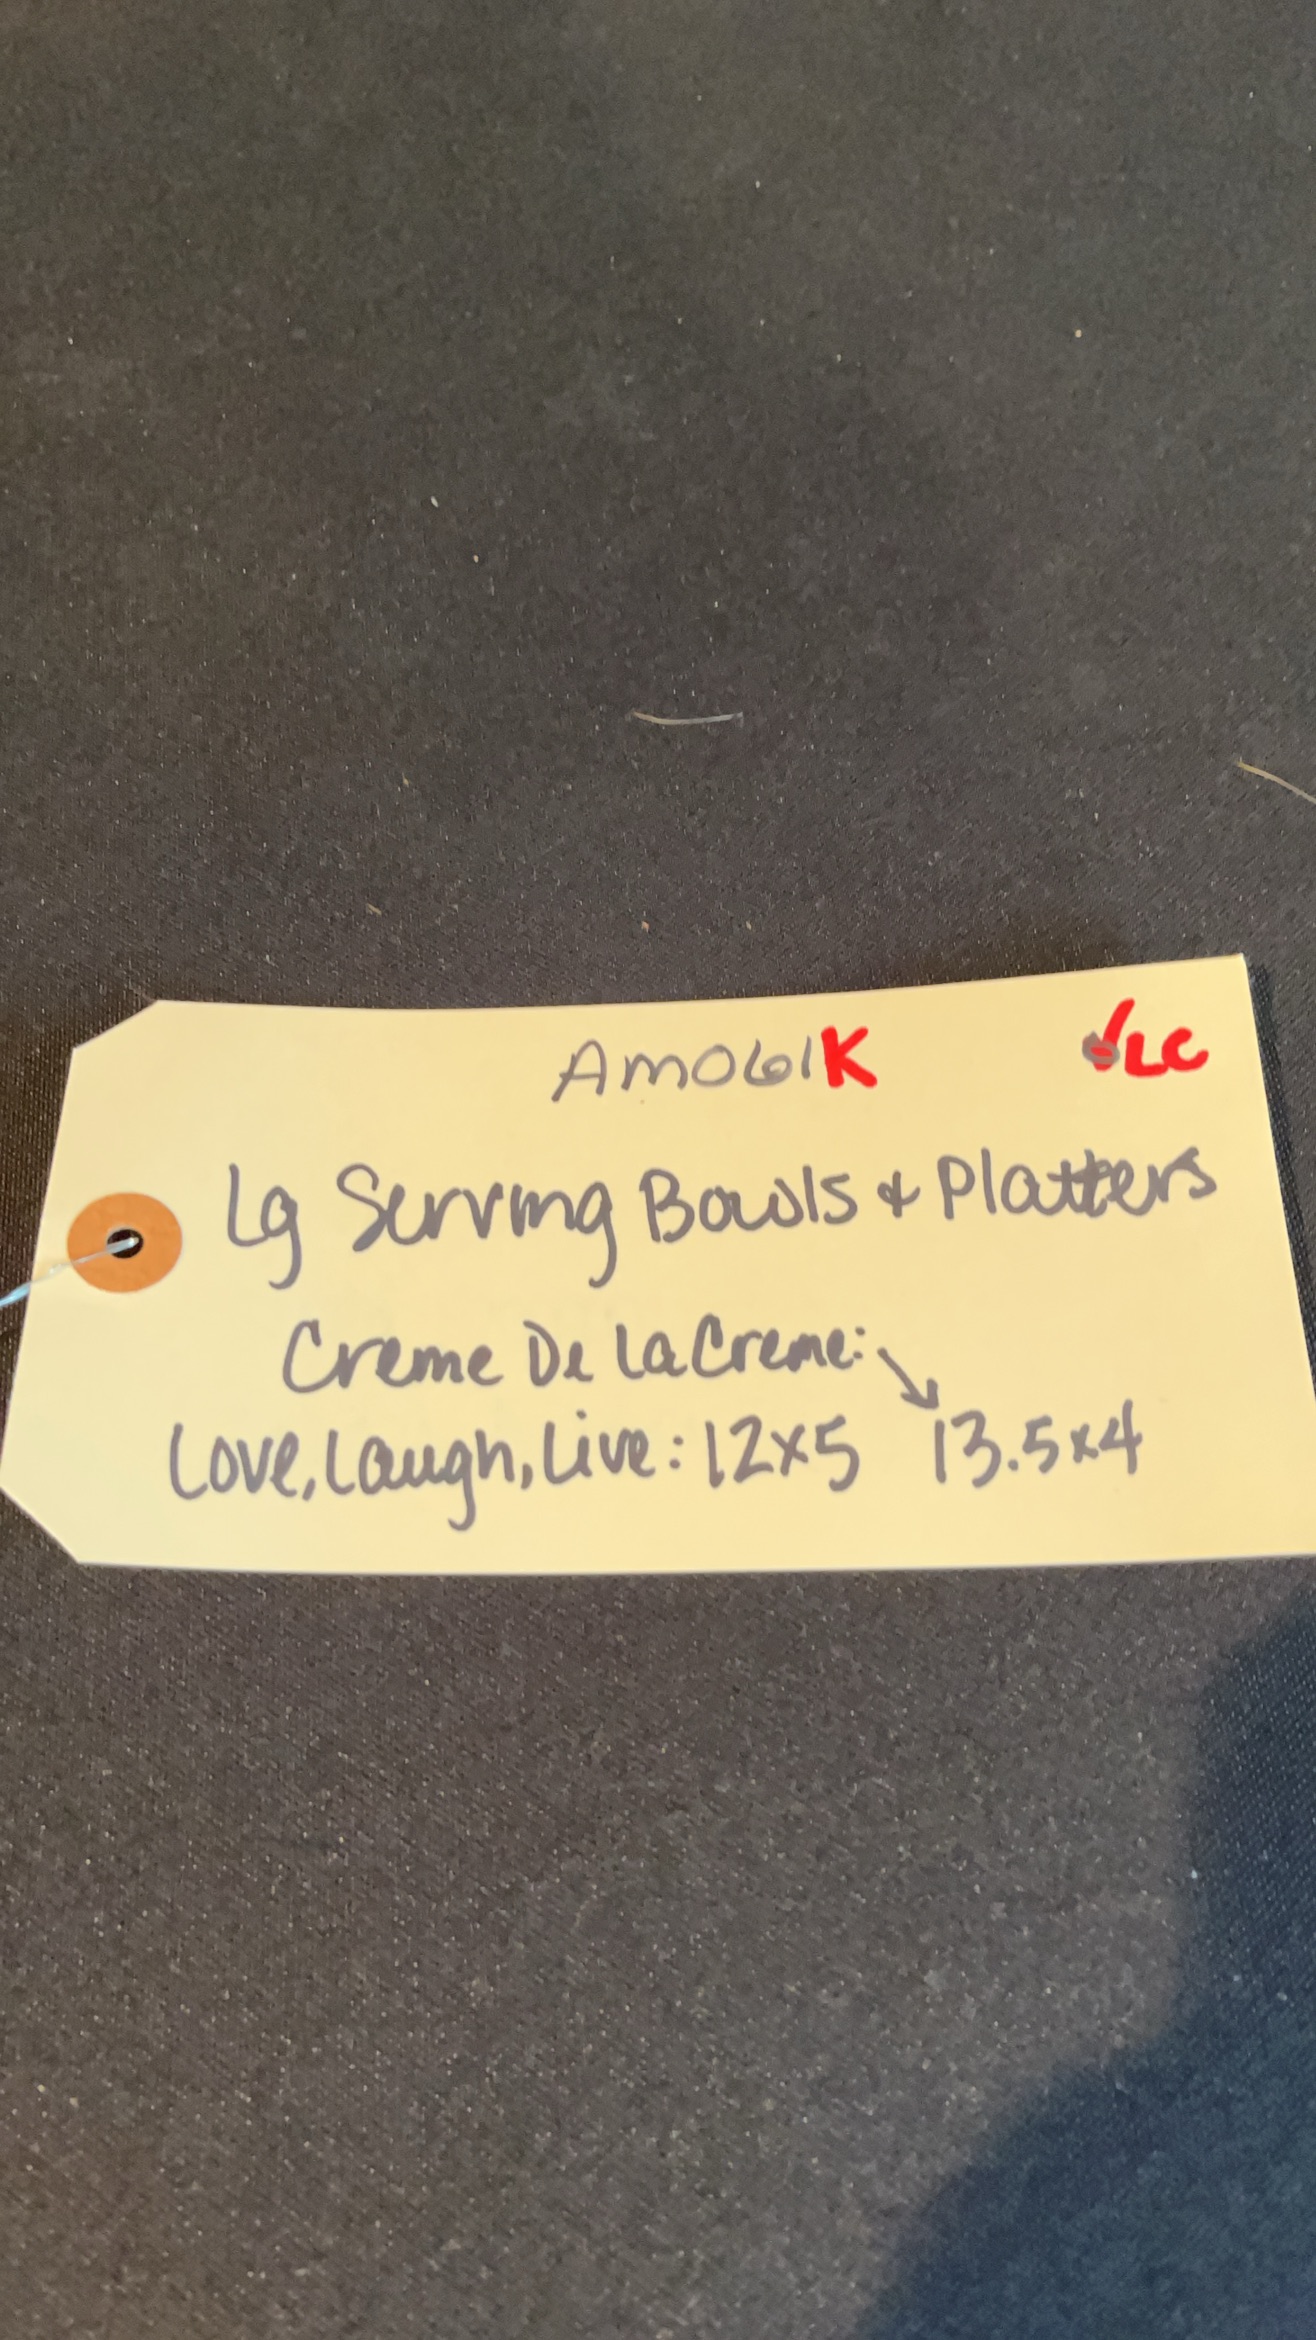 AM061K ✓LC
Lg Serving Bowls & Platters
Creme De La Creme: ↘
Love, Laugh, Live: 12x5 13.5x4